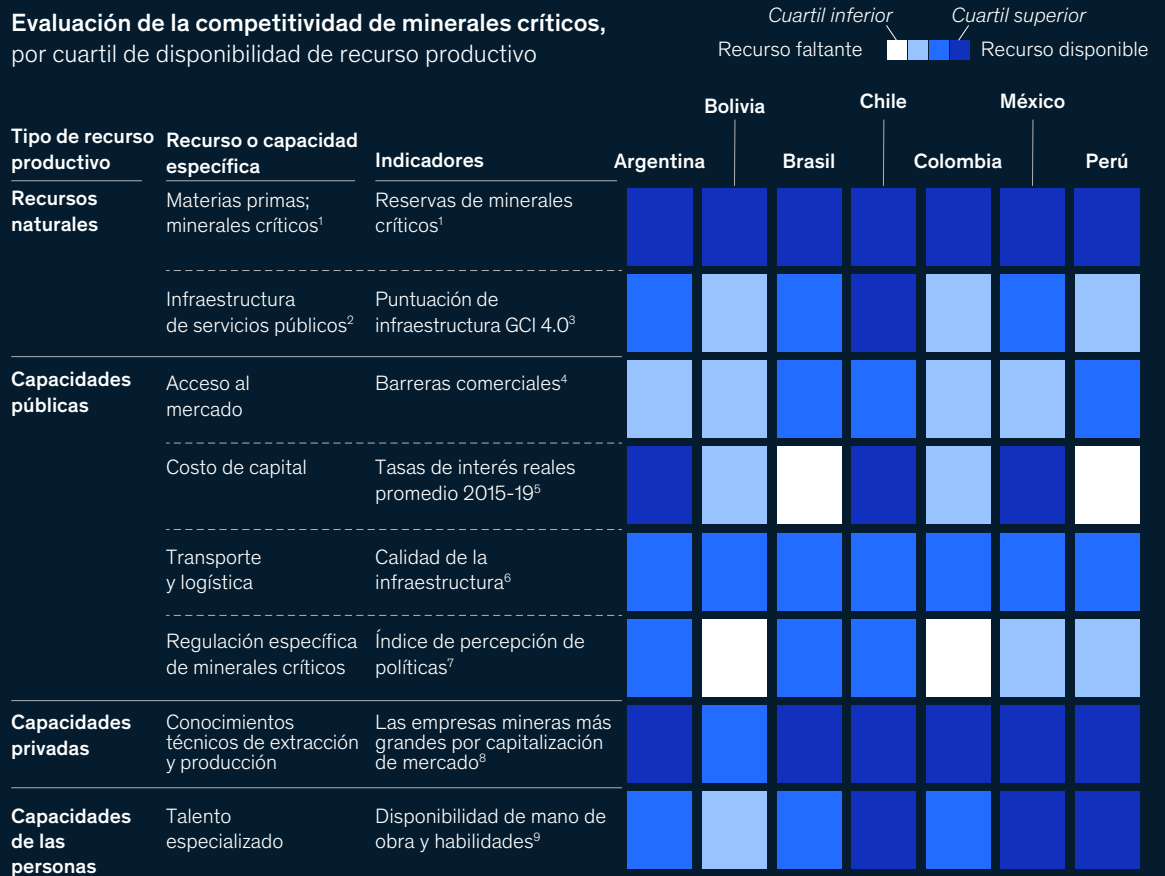 Evaluación de la competitividad de minerales críticos,
por cuartil de disponibilidad de recurso productivo
Cuartil inferior
Cuartil superior
Recurso faltante
Recurso disponible
Tipo de recurso
productivo
Recurso o capacidad
específica
Indicadores
Argentina
Bolivia
Brasil
Chile
Colombia
México
Perú
Recursos
naturales
Materias primas;
minerales críticos¹
Reservas de minerales
críticos¹
Infraestructura
de servicios públicos²
Puntuación de
infraestructura GCI 4.0³
Capacidades
públicas
Acceso al
mercado
Barreras comerciales⁴
Costo de capital
Tasas de interés reales
promedio 2015-19⁵
Transporte
y logística
Calidad de la
infraestructura⁶
Regulación específica
de minerales críticos
Índice de percepción de
políticas⁷
Capacidades
privadas
Conocimientos
técnicos de extracción
y producción
Las empresas mineras más
grandes por capitalización
de mercado⁸
Capacidades
de las
personas
Talento
especializado
Disponibilidad de mano de
obra y habilidades⁹